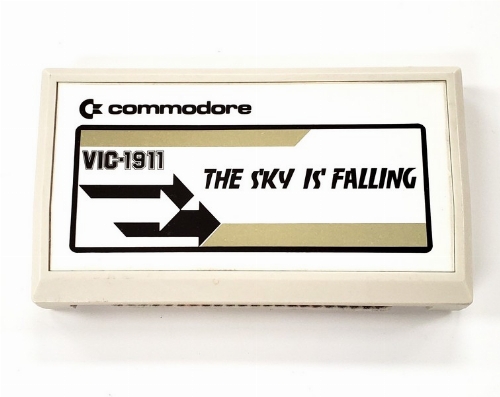 commodore
VIC-1911
THE SKY IS FALLING